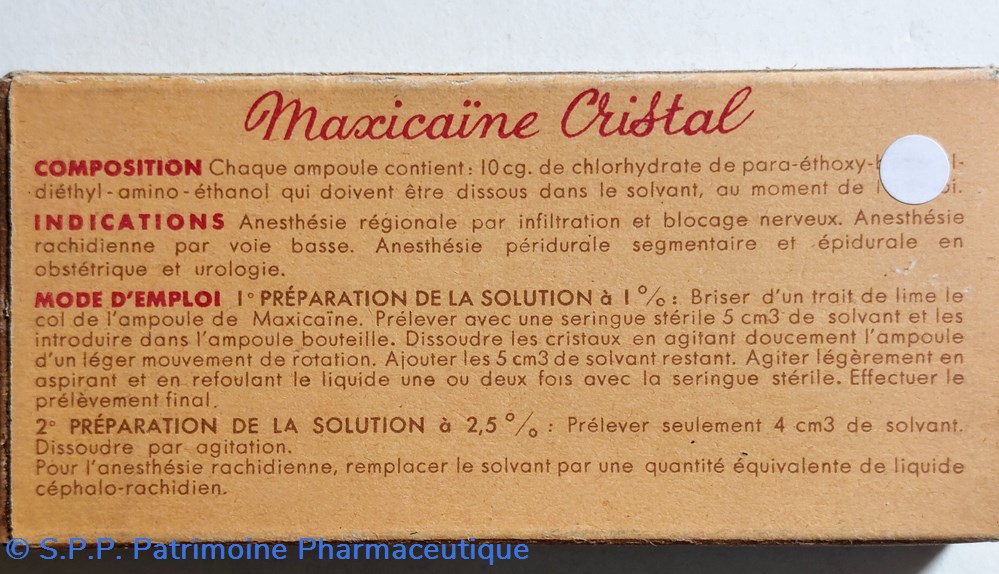 Maxicaïne Cristal
COMPOSITION Chaque ampoule contient : 10 cg. de chlorhydrate de para-éthoxy-
diéthyl-amino-éthanol qui doivent être dissous dans le solvant, au moment de
INDICATIONS Anesthésie régionale par infiltration et blocage nerveux. Anesthésie
rachidienne par voie basse. Anesthésie péridurale segmentaire et épidurale en
obstétrique et urologie.
MODE D'EMPLOI 1° PRÉPARATION DE LA SOLUTION à 1 % : Briser d'un trait de lime le
col de l'ampoule de Maxicaïne. Prélever avec une seringue stérile 5 cm3 de solvant et les
introduire dans l'ampoule bouteille. Dissoudre les cristaux en agitant doucement l'ampoule
d'un léger mouvement de rotation. Ajouter les 5 cm3 de solvant restant. Agiter légèrement en
aspirant et en refoulant le liquide une ou deux fois avec la seringue stérile. Effectuer le
prélèvement final.
2° PRÉPARATION DE LA SOLUTION à 2,5 % : Prélever seulement 4 cm3 de solvant.
Dissoudre par agitation.
Pour l'anesthésie rachidienne, remplacer le solvant par une quantité équivalente de liquide
céphalo-rachidien.
© S.P.P. Patrimoine Pharmaceutique